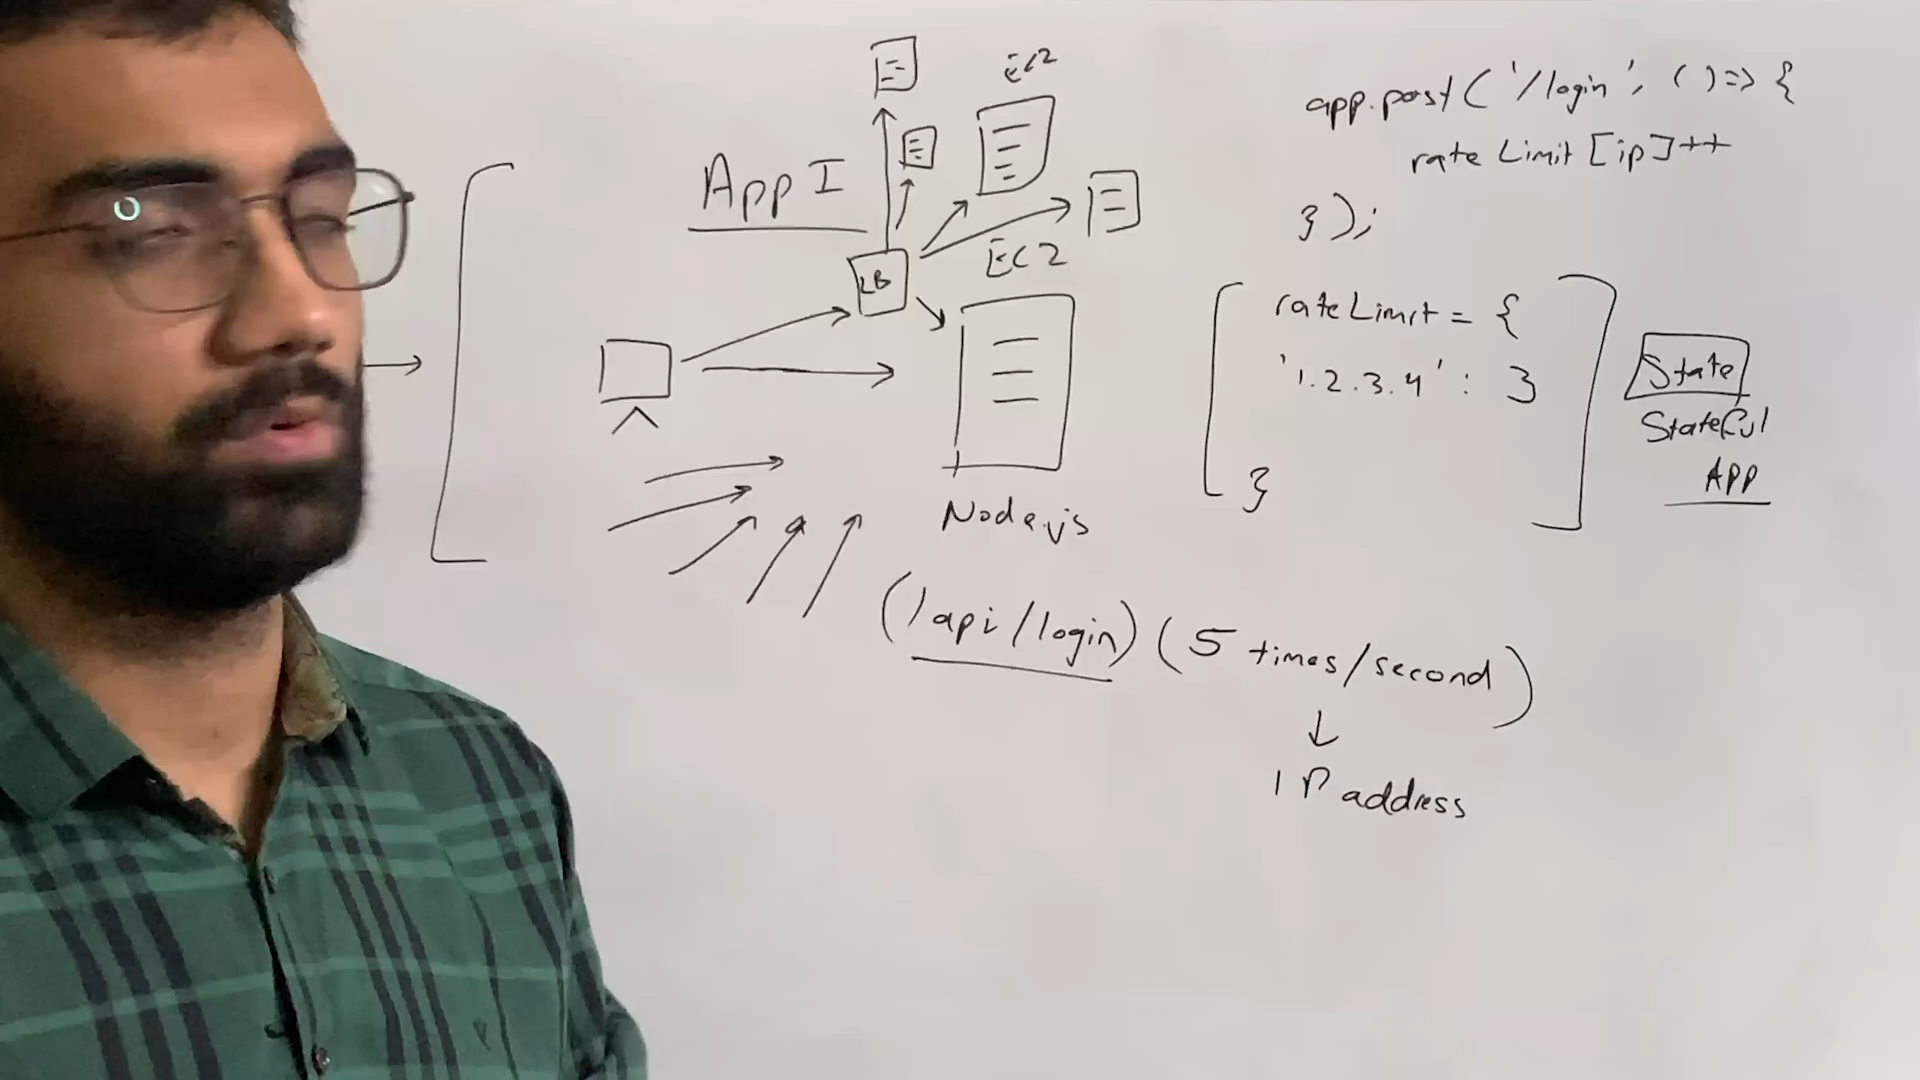 EC2
App I
LB
EC2
Node.js
app.post('/login', () => {
rate Limit [ip]++
});
rateLimit = {
'1.2.3.4' : 3
}
State
Stateful
APP
(/api/login) (5 times/second)
↓
IP address